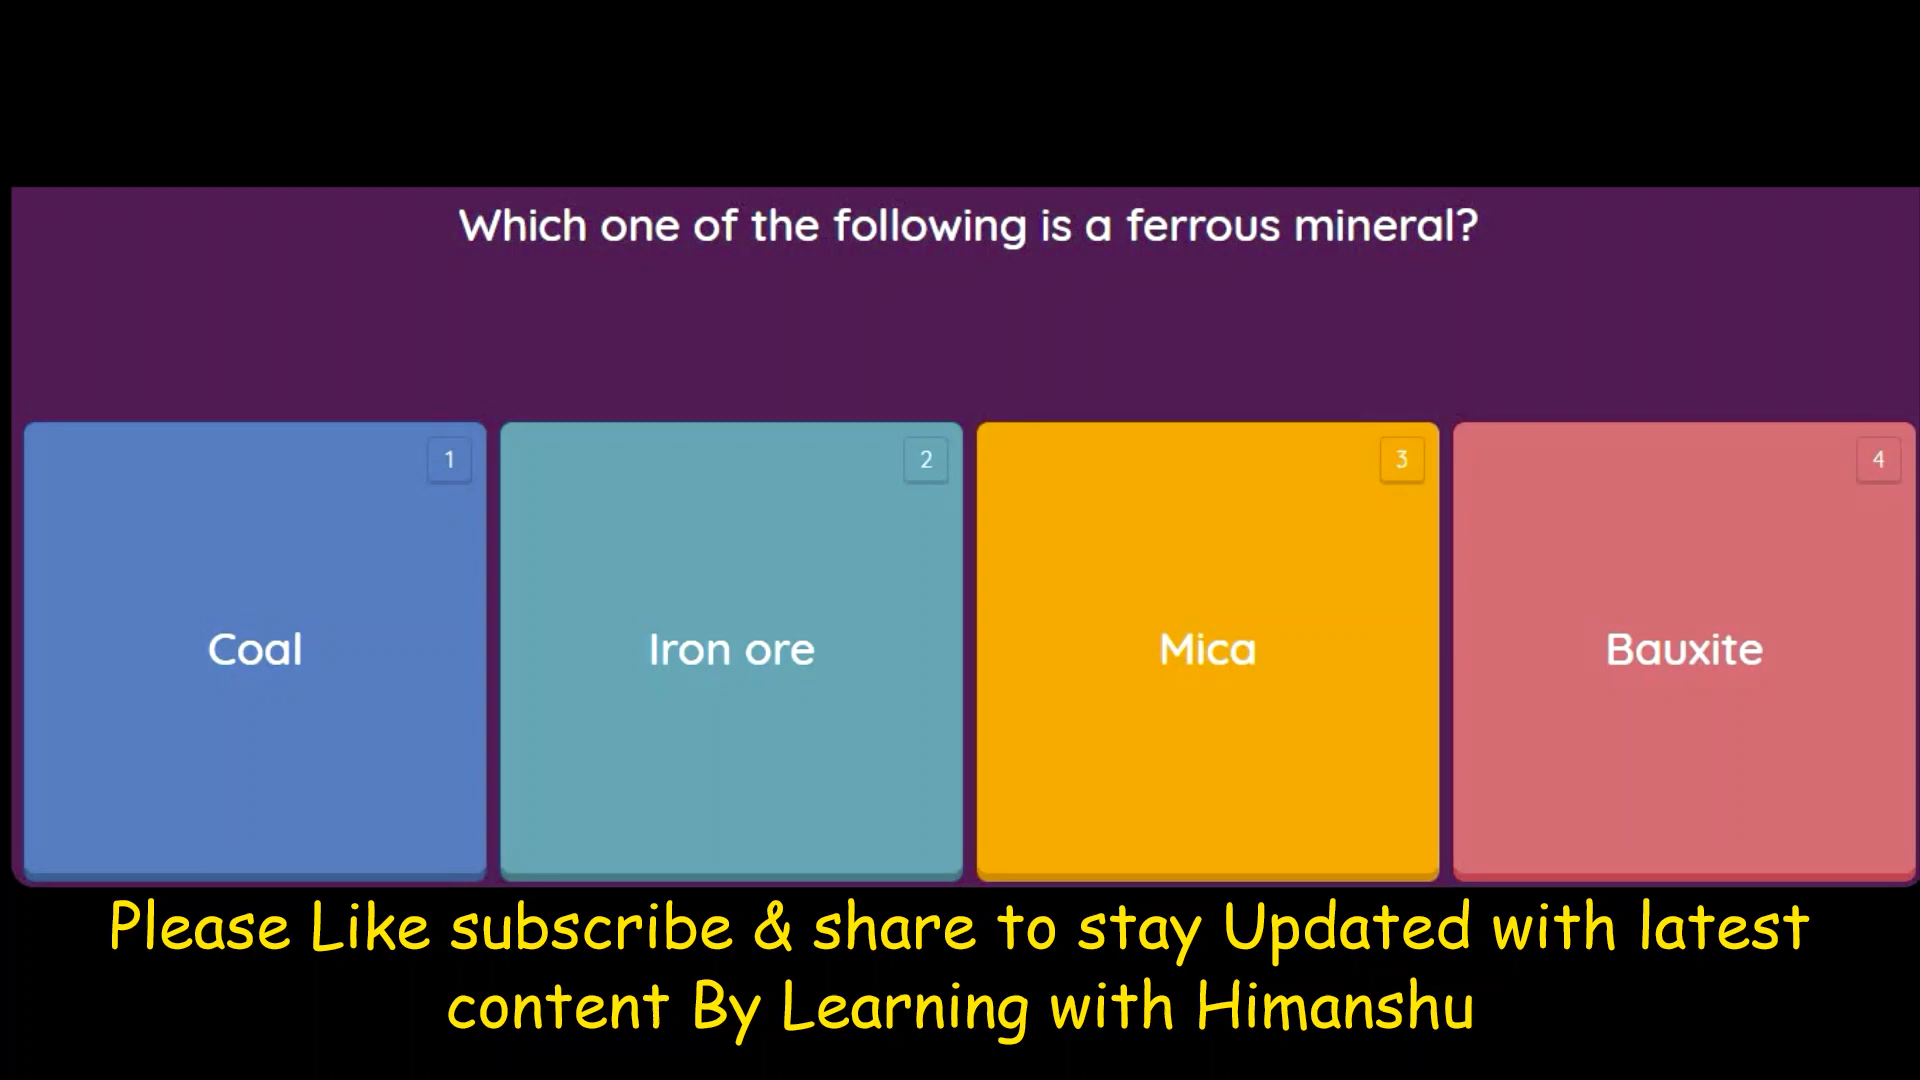 Which one of the following is a ferrous mineral?
1
2
3
4
Coal
Iron ore
Mica
Bauxite
Please Like subscribe & share to stay Updated with latest
content By Learning with Himanshu